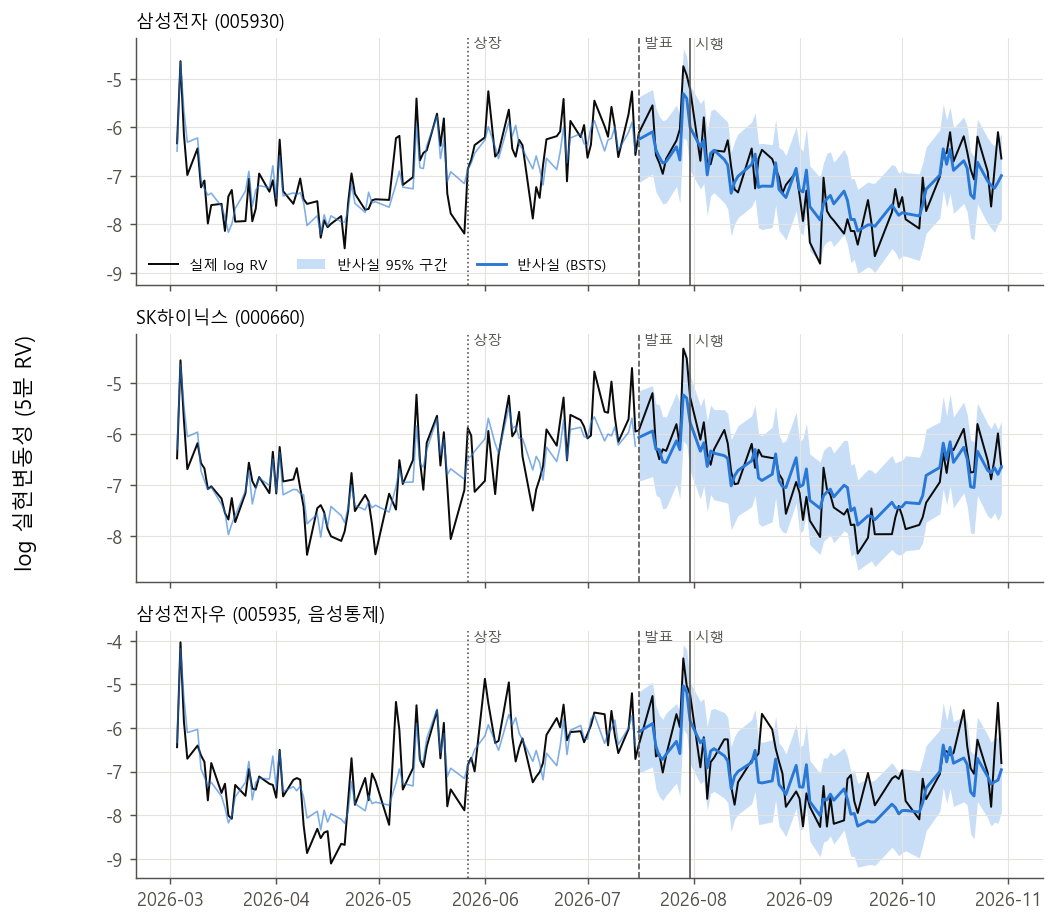 삼성전자 (005930)
상장
발표
시행
-5
-6
-7
-8
-9
실제 log RV
반사실 95% 구간
반사실 (BSTS)
SK하이닉스 (000660)
상장
발표
시행
-5
-6
-7
-8
log 실현변동성 (5분 RV)
삼성전자우 (005935, 음성통제)
상장
발표
시행
-4
-5
-6
-7
-8
-9
2026-03
2026-04
2026-05
2026-06
2026-07
2026-08
2026-09
2026-10
2026-11